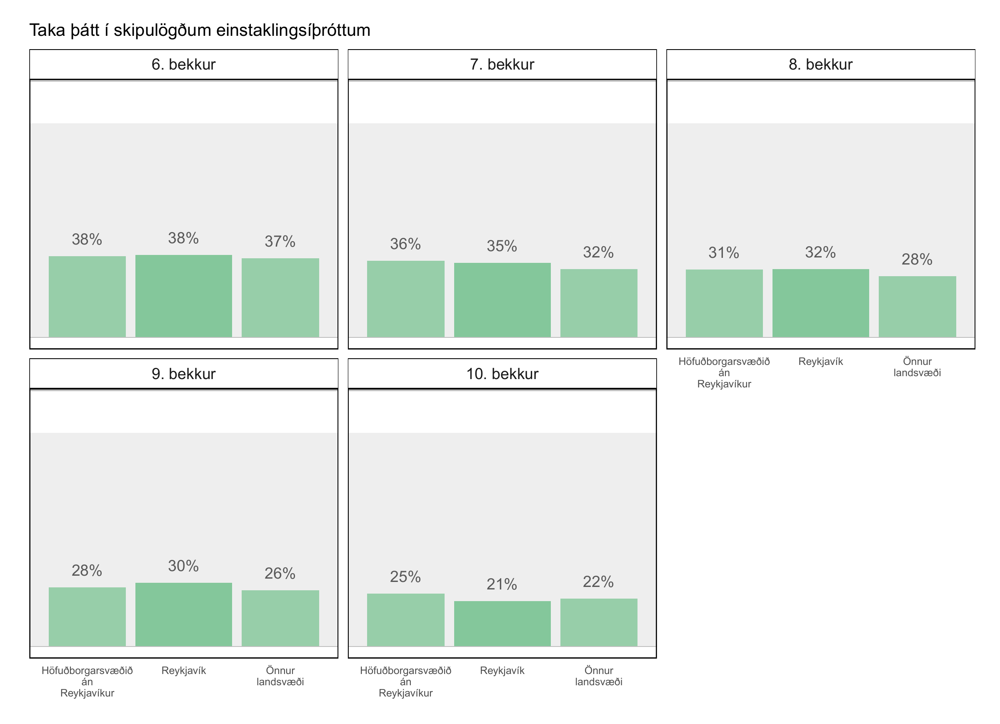 Taka þátt í skipulögðum einstaklingsíþróttum
6. bekkur
38%
38%
37%
7. bekkur
36%
35%
32%
8. bekkur
31%
32%
28%
Höfuðborgarsvæðið
án
Reykjavíkur
Reykjavík
Önnur
landsvæði
9. bekkur
28%
30%
26%
Höfuðborgarsvæðið
án
Reykjavíkur
Reykjavík
Önnur
landsvæði
10. bekkur
25%
21%
22%
Höfuðborgarsvæðið
án
Reykjavíkur
Reykjavík
Önnur
landsvæði